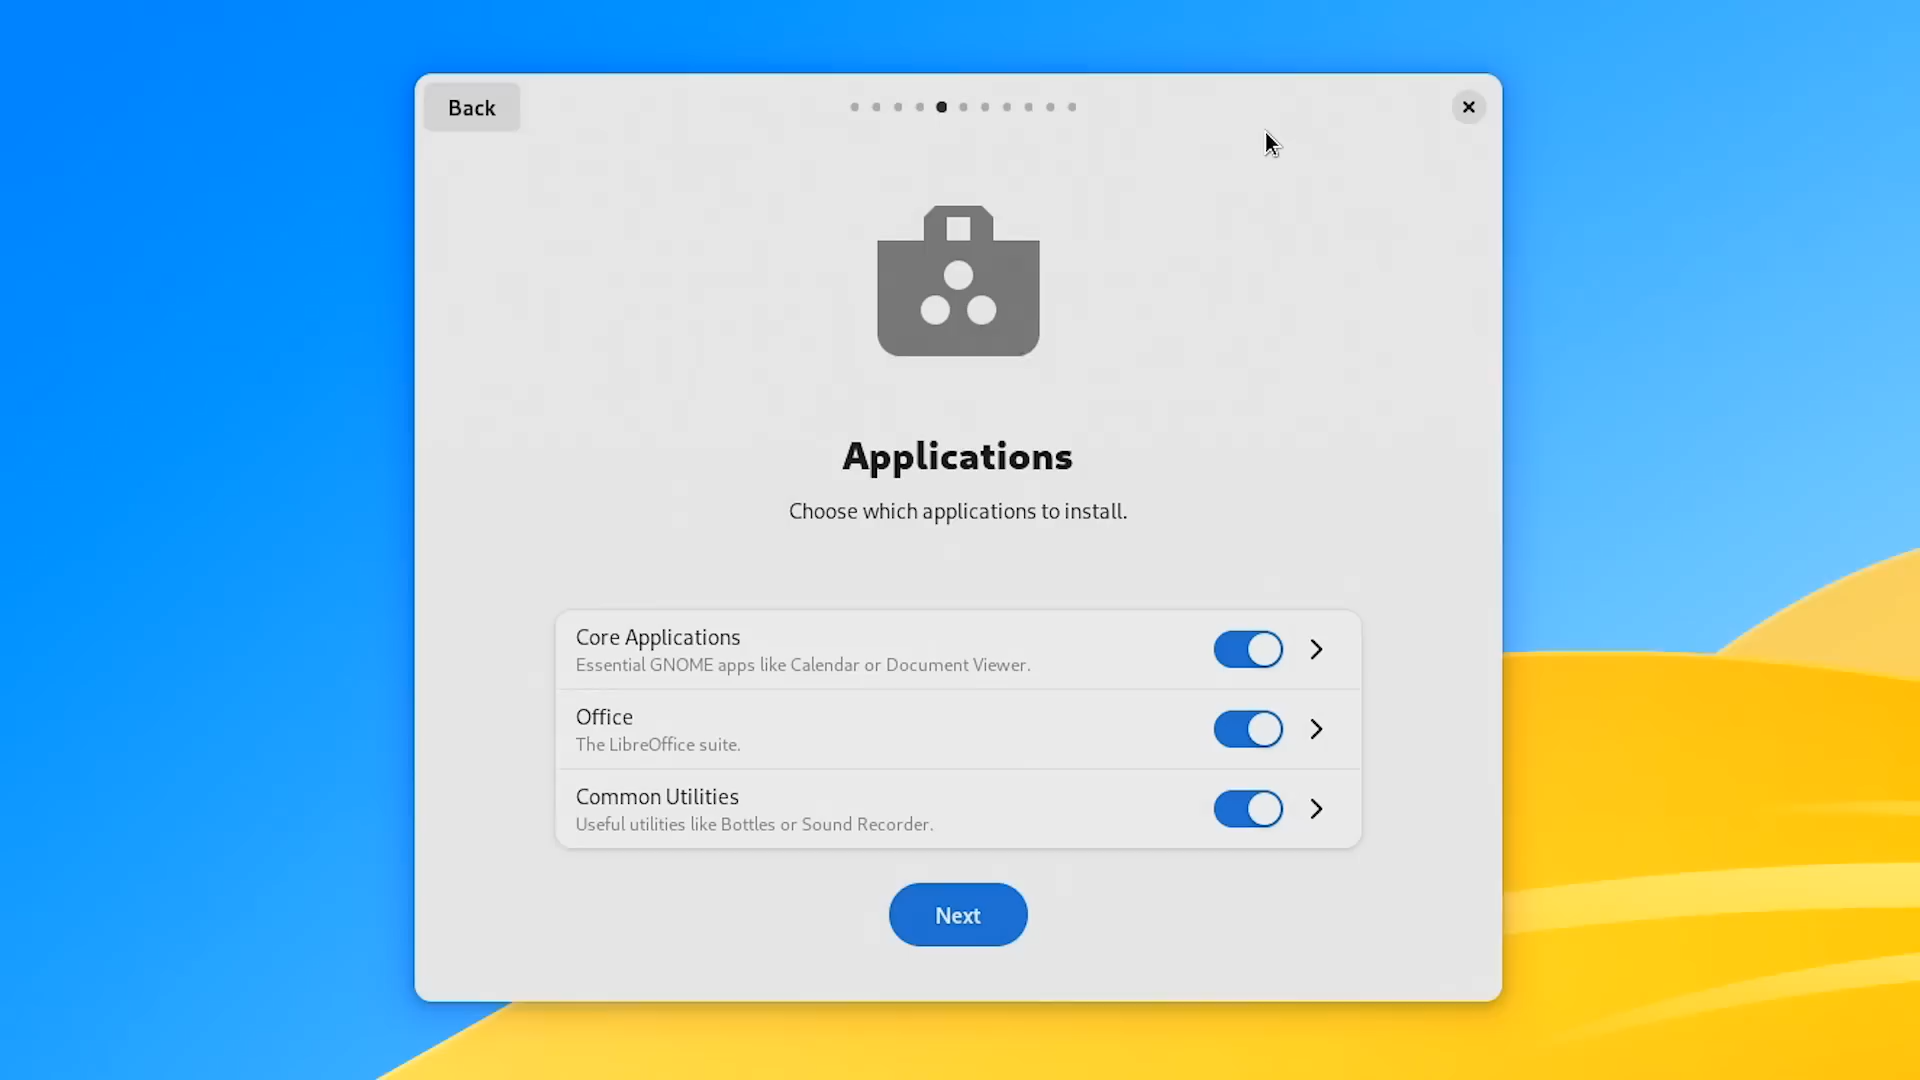 Back
Applications
Choose which applications to install.
Core Applications
Essential GNOME apps like Calendar or Document Viewer.
Office
The LibreOffice suite.
Common Utilities
Useful utilities like Bottles or Sound Recorder.
Next